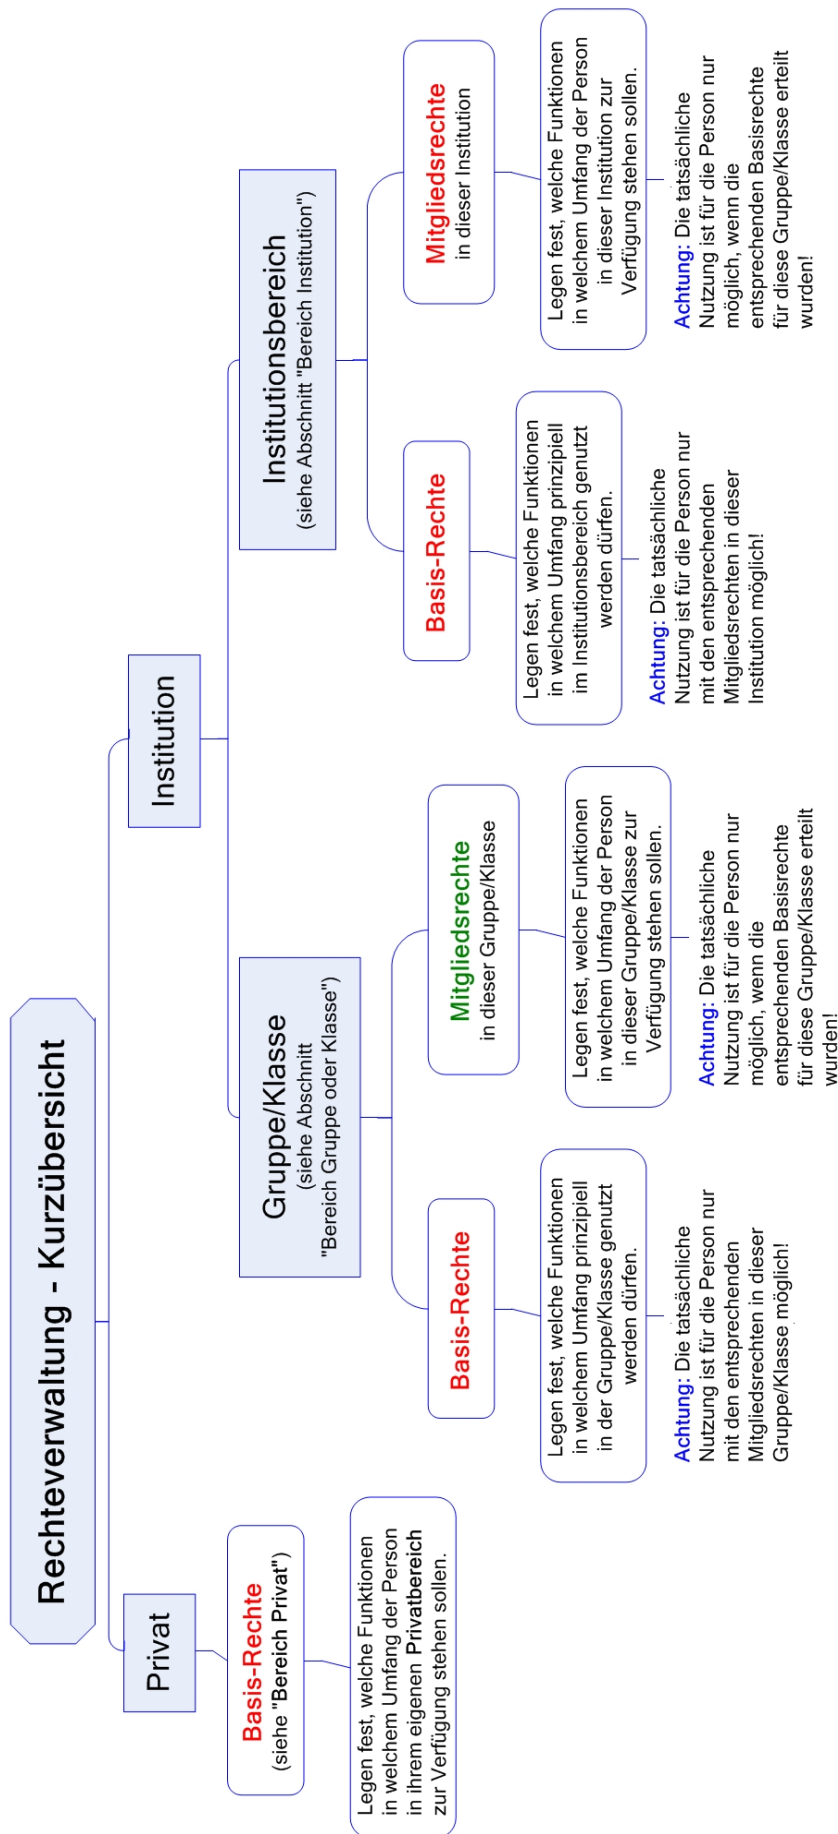 Rechteverwaltung - Kurzübersicht
Privat
Basis-Rechte
(siehe "Bereich Privat")
Legen fest, welche Funktionen
in welchem Umfang der Person
in ihrem eigenen Privatbereich
zur Verfügung stehen sollen.
Institution
Gruppe/Klasse
(siehe Abschnitt
"Bereich Gruppe oder Klasse")
Basis-Rechte
Legen fest, welche Funktionen
in welchem Umfang prinzipiell
in der Gruppe/Klasse genutzt
werden dürfen.
Achtung: Die tatsächliche
Nutzung ist für die Person nur
mit den entsprechenden
Mitgliedsrechten in dieser
Gruppe/Klasse möglich!
Mitgliedsrechte
in dieser Gruppe/Klasse
Legen fest, welche Funktionen
in welchem Umfang der Person
in dieser Gruppe/Klasse zur
Verfügung stehen sollen.
Achtung: Die tatsächliche
Nutzung ist für die Person nur
möglich, wenn die
entsprechenden Basisrechte
für diese Gruppe/Klasse erteilt
wurden!
Institutionsbereich
(siehe Abschnitt "Bereich Institution")
Basis-Rechte
Legen fest, welche Funktionen
in welchem Umfang prinzipiell
im Institutionsbereich genutzt
werden dürfen.
Achtung: Die tatsächliche
Nutzung ist für die Person nur
mit den entsprechenden
Mitgliedsrechten in dieser
Institution möglich!
Mitgliedsrechte
in dieser Institution
Legen fest, welche Funktionen
in welchem Umfang der Person
in dieser Institution zur
Verfügung stehen sollen.
Achtung: Die tatsächliche
Nutzung ist für die Person nur
möglich, wenn die
entsprechenden Basisrechte
für diese Gruppe/Klasse erteilt
wurden!